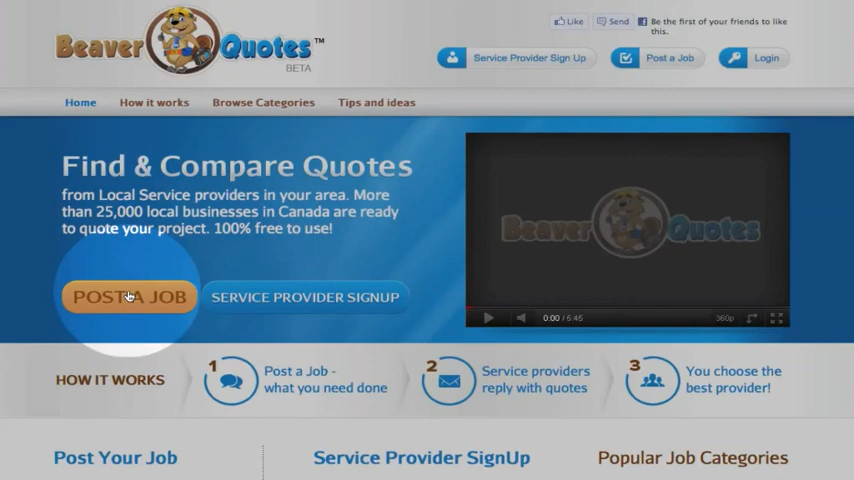 Beaver Quotes™
BETA
Like Send Be the first of your friends to like this.
Service Provider Sign Up Post a Job Login
Home How it works Browse Categories Tips and ideas
Find & Compare Quotes
from Local Service providers in your area. More
than 25,000 local businesses in Canada are ready
to quote your project. 100% free to use!
POST A JOB SERVICE PROVIDER SIGNUP
Beaver Quotes
0:00 / 5:45 360p
HOW IT WORKS
1 Post a Job -
what you need done
2 Service providers
reply with quotes
3 You choose the
best provider!
Post Your Job Service Provider SignUp Popular Job Categories